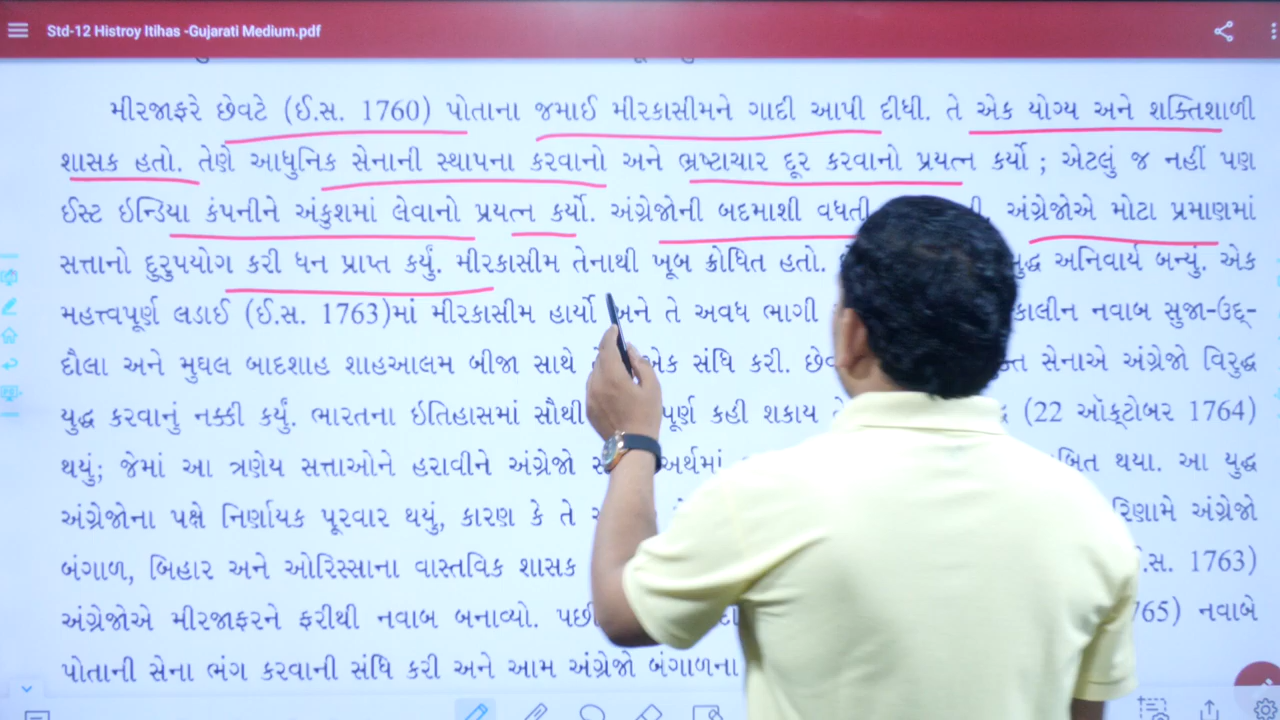 Std-12 Histroy Itihas -Gujarati Medium.pdf
મીરજાફરે છેવટે (ઈ.સ. 1760) પોતાના જમાઈ મીરકાસીમને ગાદી આપી દીધી. તે એક યોગ્ય અને શક્તિશાળી
શાસક હતો. તેણે આધુનિક સેનાની સ્થાપના કરવાનો અને ભ્રષ્ટાચાર દૂર કરવાનો પ્રયત્ન કર્યો ; એટલું જ નહીં પણ
ઈસ્ટ ઇન્ડિયા કંપનીને અંકુશમાં લેવાનો પ્રયત્ન કર્યો. અંગ્રેજોની બદમાશી વધતી અંગ્રેજોએ મોટા પ્રમાણમાં
સત્તાનો દુરુપયોગ કરી ધન પ્રાપ્ત કર્યું. મીરકાસીમ તેનાથી ખૂબ ક્રોધિત હતો. યુદ્ધ અનિવાર્ય બન્યું. એક
મહત્ત્વપૂર્ણ લડાઈ (ઈ.સ. 1763)માં મીરકાસીમ હાર્યો અને તે અવધ ભાગી નવાબ સુજા-ઉદ્-
દૌલા અને મુઘલ બાદશાહ શાહઆલમ બીજા સાથે એક સંધિ કરી. સેનાએ અંગ્રેજો વિરુદ્ધ
યુદ્ધ કરવાનું નક્કી કર્યું. ભારતના ઇતિહાસમાં સૌથી કહી શકાય (22 ઑક્ટોબર 1764)
થયું; જેમાં આ ત્રણેય સત્તાઓને હરાવીને અંગ્રેજો અર્થમાં થયા. આ યુદ્ધ
અંગ્રેજોના પક્ષે નિર્ણાયક પૂરવાર થયું, કારણ કે તે અંગ્રેજો
બંગાળ, બિહાર અને ઓરિસ્સાના વાસ્તવિક શાસક 1763)
અંગ્રેજોએ મીરજાફરને ફરીથી નવાબ બનાવ્યો. પછી નવાબે
પોતાની સેના ભંગ કરવાની સંધિ કરી અને આમ અંગ્રેજો બંગાળના